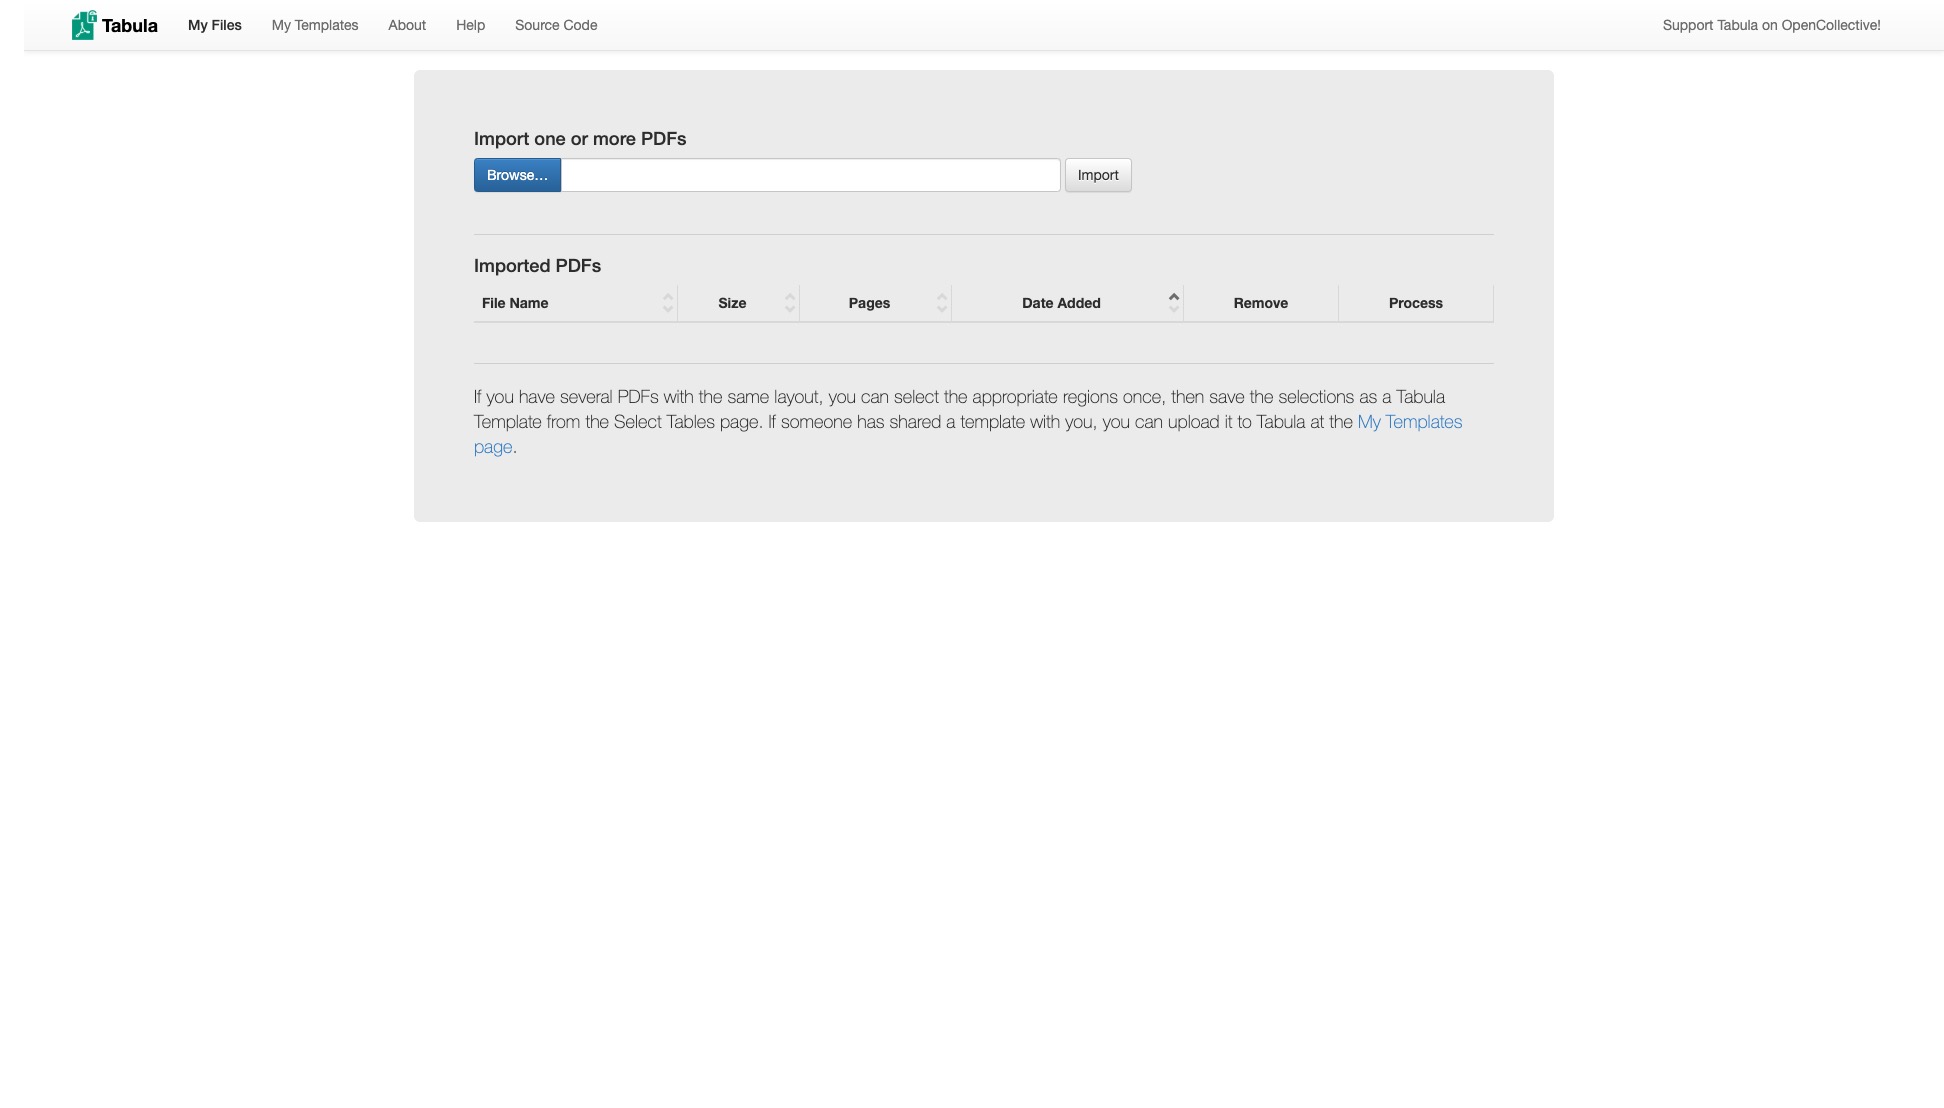 Tabula My Files My Templates About Help Source Code Support Tabula on OpenCollective!
Import one or more PDFs
Browse... Import
Imported PDFs
File Name Size Pages Date Added Remove Process
If you have several PDFs with the same layout, you can select the appropriate regions once, then save the selections as a Tabula
Template from the Select Tables page. If someone has shared a template with you, you can upload it to Tabula at the My Templates
page.